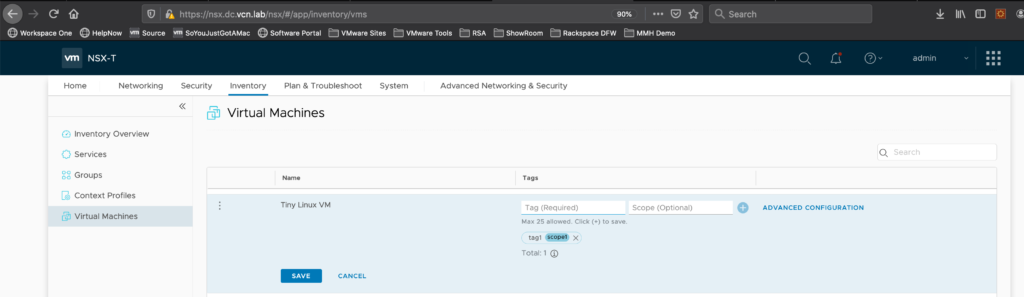 https://nsx.dc.vcn.lab/nsx/#/app/inventory/vms 90% Search
Workspace One HelpNow vm Source vm SoYouJustGotAMac Software Portal VMware Sites VMware Tools RSA ShowRoom Rackspace DFW MMH Demo
vm NSX-T admin
Home Networking Security Inventory Plan & Troubleshoot System Advanced Networking & Security
Virtual Machines
Search
Inventory Overview
Services
Groups
Context Profiles
Virtual Machines
Name Tags
Tiny Linux VM Tag (Required) Scope (Optional) ADVANCED CONFIGURATION
Max 25 allowed. Click (+) to save.
tag1 scope1
Total: 1
SAVE CANCEL